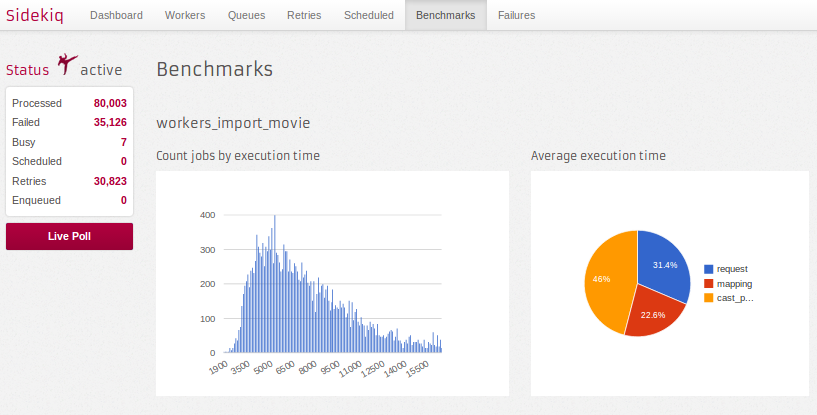 Sidekiq Dashboard Workers Queues Retries Scheduled Benchmarks Failures
Status active
Processed 80,003
Failed 35,126
Busy 7
Scheduled 0
Retries 30,823
Enqueued 0
Live Poll
Benchmarks
workers_import_movie
Count jobs by execution time
400
300
200
100
0
1900 3500 5000 6500 8000 9500 11000 12500 14000 15500
Average execution time
31.4%
22.6%
46%
request
mapping
cast_p...